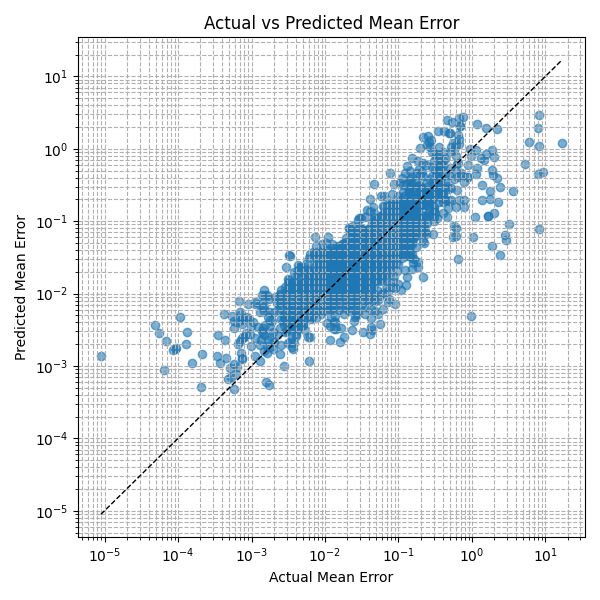 Actual vs Predicted Mean Error
Predicted Mean Error
10¹
10⁰
10⁻¹
10⁻²
10⁻³
10⁻⁴
10⁻⁵
10⁻⁵ 10⁻⁴ 10⁻³ 10⁻² 10⁻¹ 10⁰ 10¹
Actual Mean Error